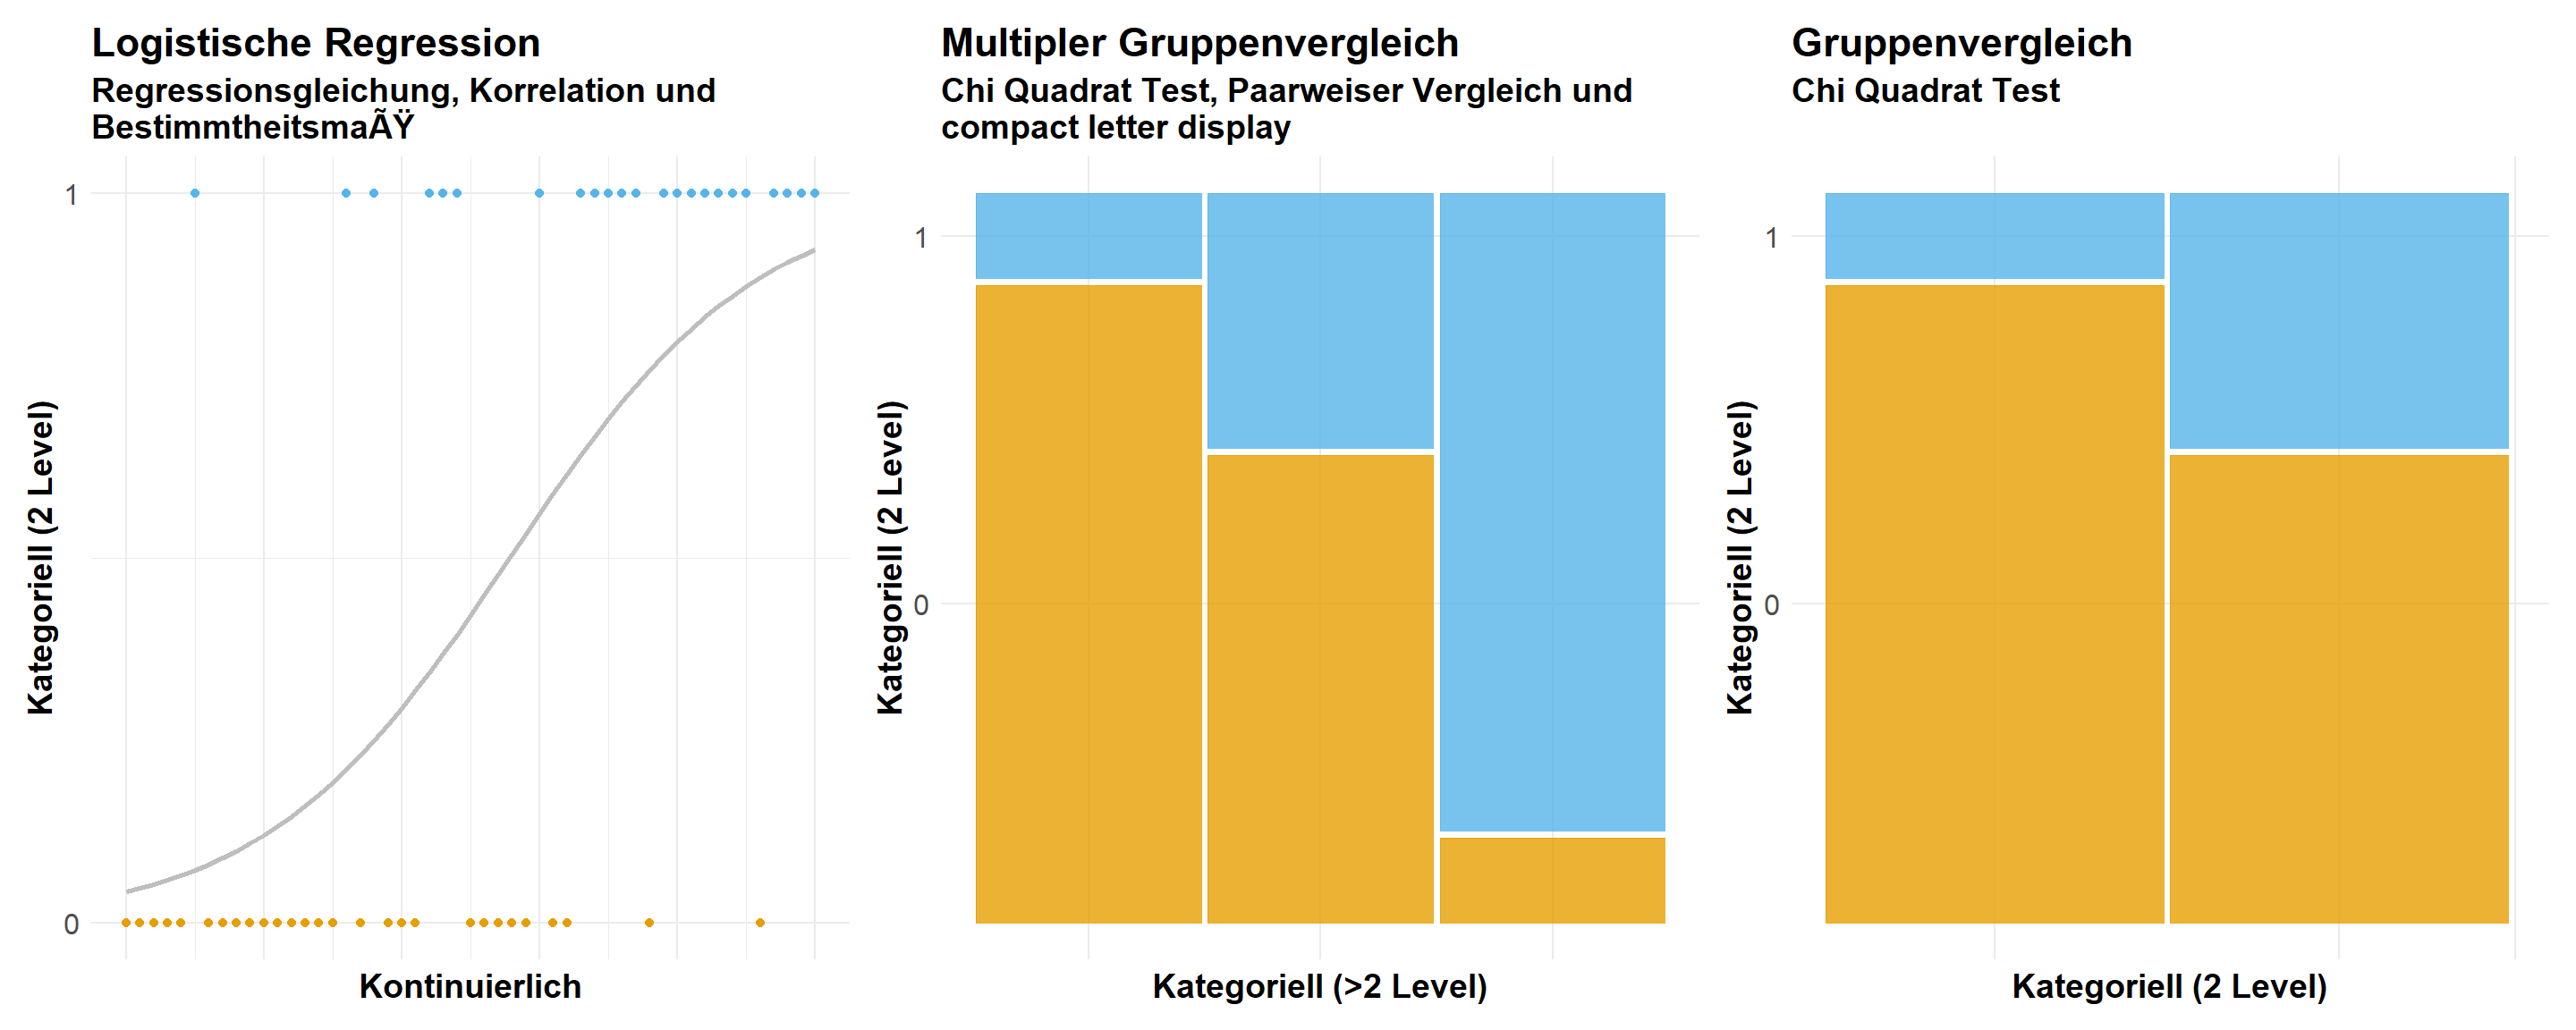 Logistische Regression
Regressionsgleichung, Korrelation und
BestimmtheitsmaÃŸ
1
0
Kategoriell (2 Level)
Kontinuierlich
Multipler Gruppenvergleich
Chi Quadrat Test, Paarweiser Vergleich und
compact letter display
1
0
Kategoriell (2 Level)
Kategoriell (>2 Level)
Gruppenvergleich
Chi Quadrat Test
1
0
Kategoriell (2 Level)
Kategoriell (2 Level)